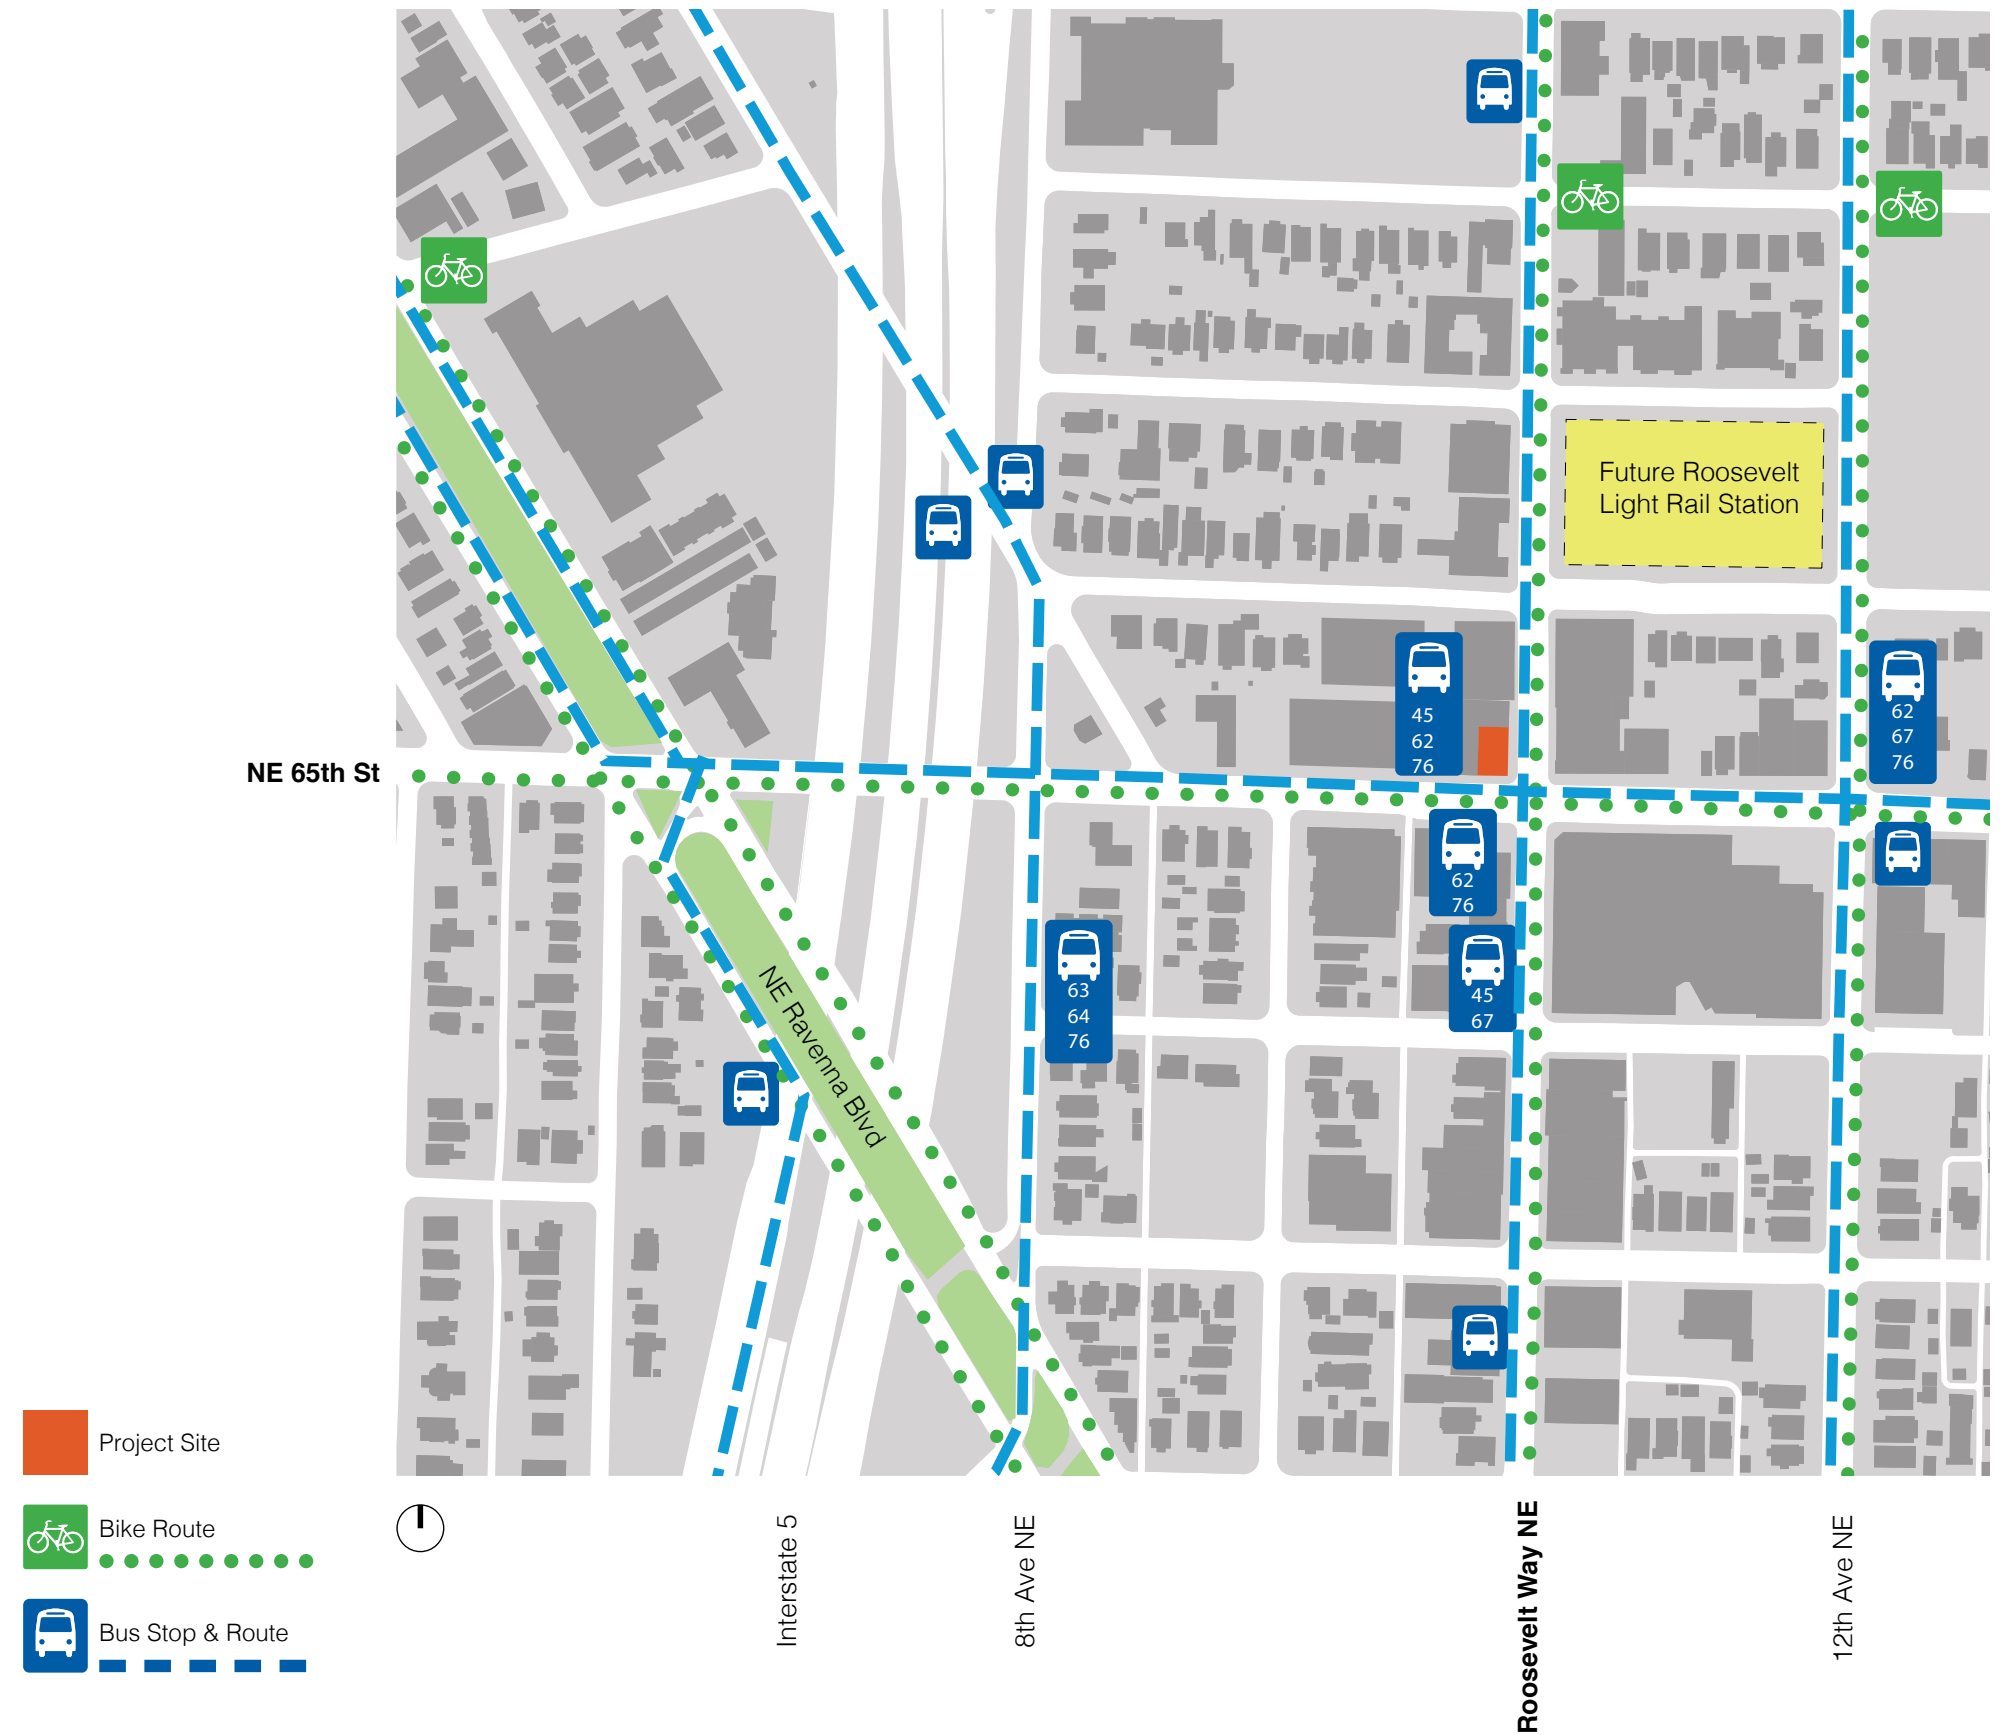 Future Roosevelt
Light Rail Station
45
62
76
62
67
76
NE 65th St
62
76
45
67
63
64
76
NE Ravenna Blvd
Project Site
Bike Route
Bus Stop & Route
Interstate 5
8th Ave NE
Roosevelt Way NE
12th Ave NE